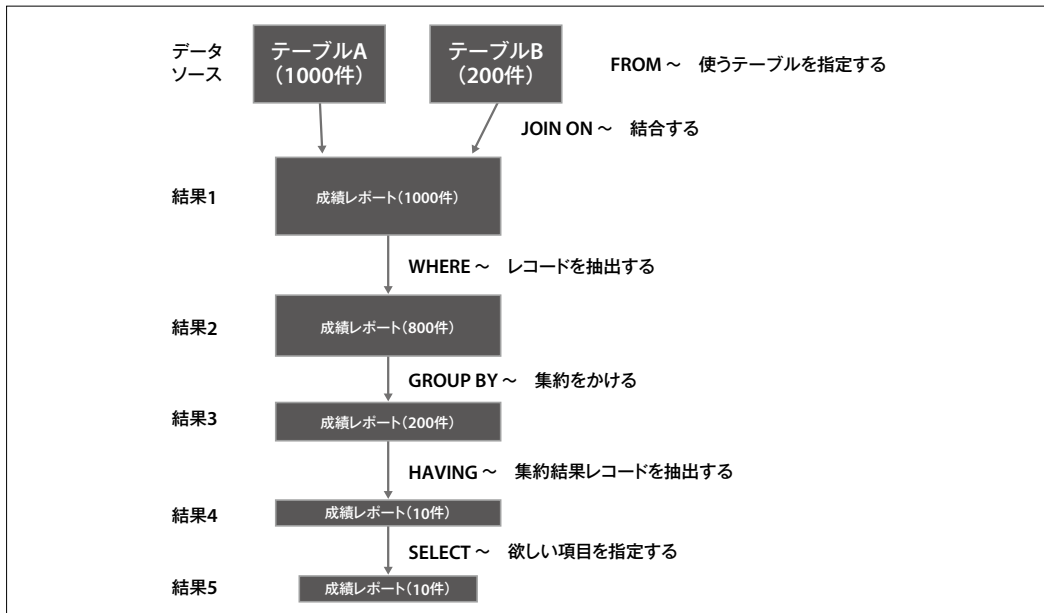 データ
ソース
テーブルA
（1000件）
テーブルB
（200件）
FROM ～　使うテーブルを指定する
JOIN ON ～　結合する
結果1
成績レポート（1000件）
WHERE ～　レコードを抽出する
結果2
成績レポート（800件）
GROUP BY ～　集約をかける
結果3
成績レポート（200件）
HAVING ～　集約結果レコードを抽出する
結果4
成績レポート（10件）
SELECT ～　欲しい項目を指定する
結果5
成績レポート（10件）